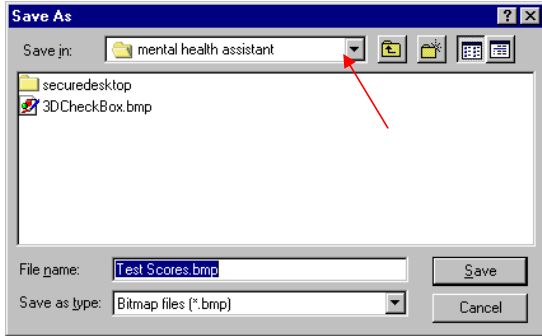 Save As
Save in: mental health assistant
securedesktop
3DCheckBox.bmp
File name: Test Scores.bmp Save
Save as type: Bitmap files (*.bmp) Cancel